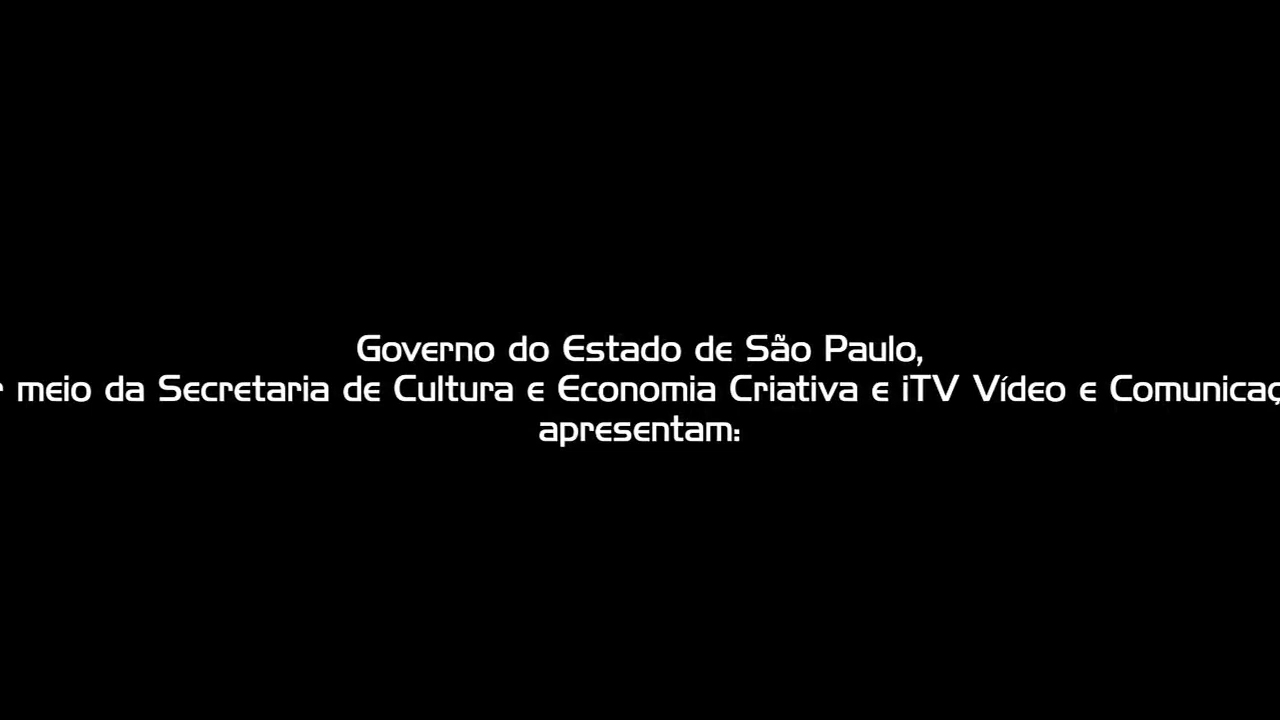 Governo do Estado de São Paulo,
meio da Secretaria de Cultura e Economia Criativa e iTV Vídeo e
apresentam: